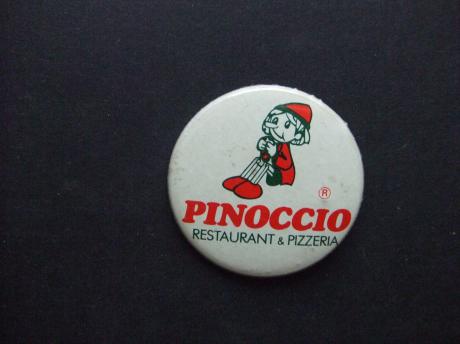 ®
PINOCCIO
RESTAURANT & PIZZERIA